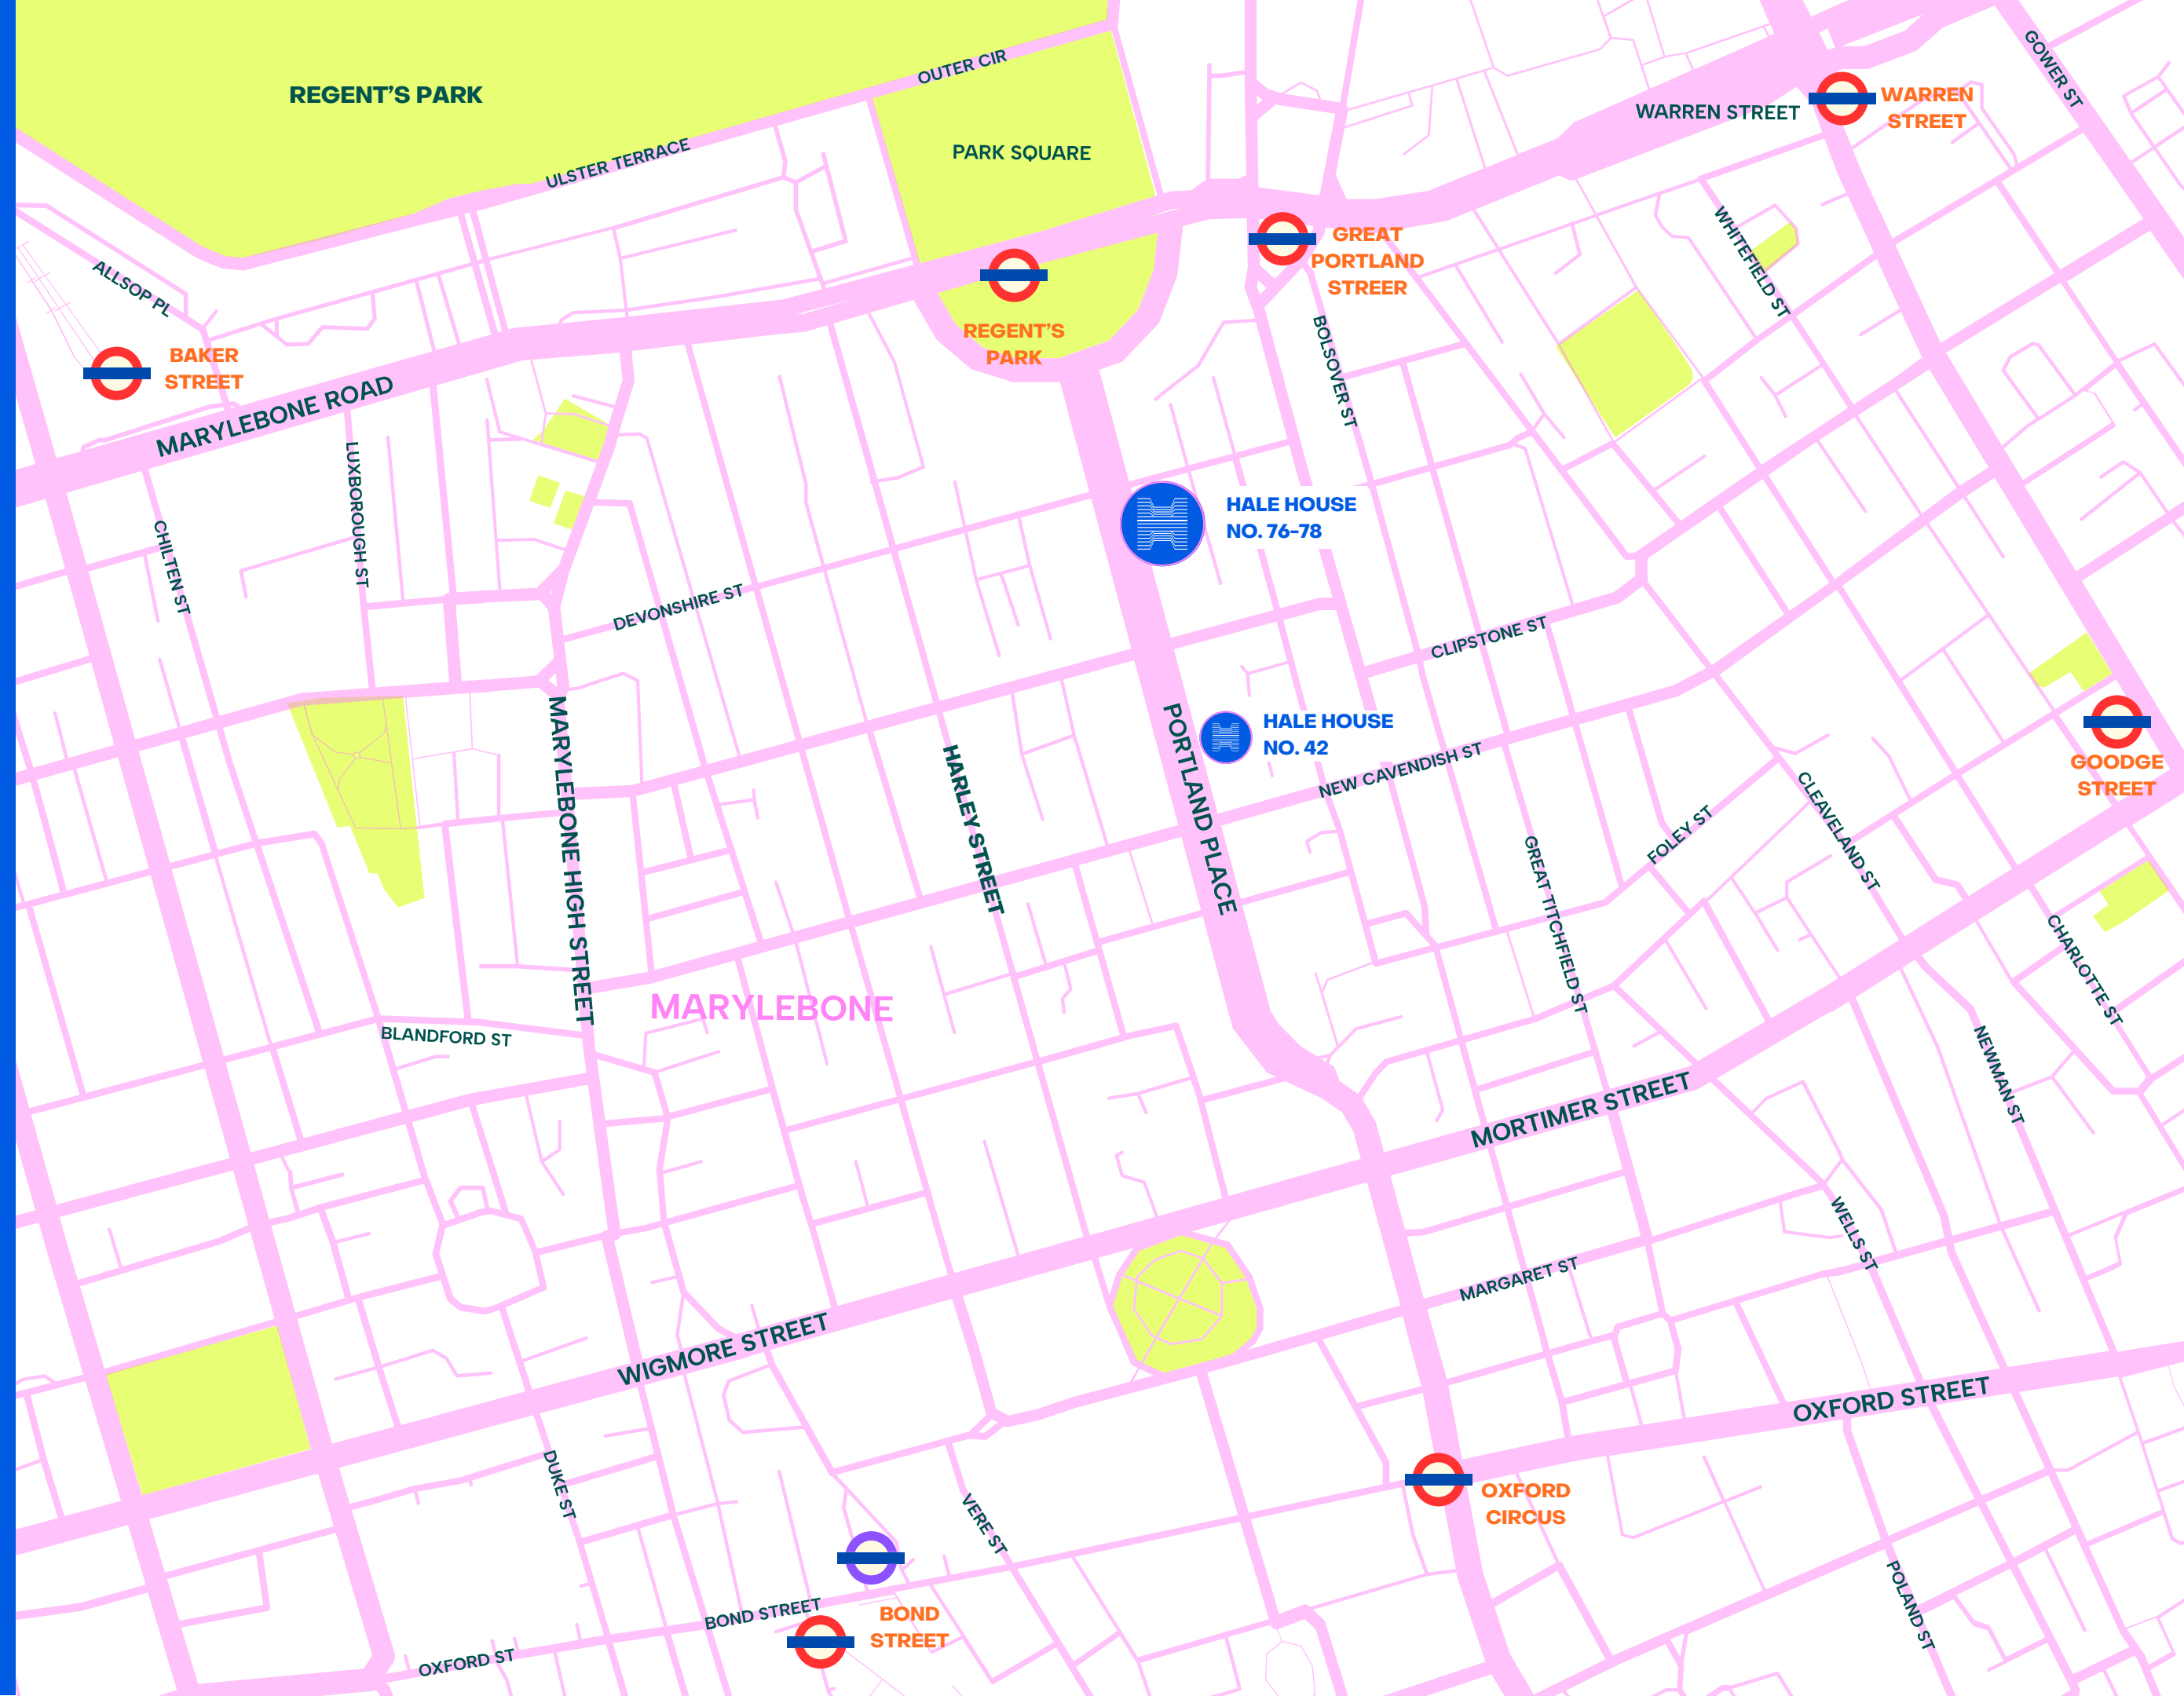 REGENT'S PARK
OUTER CIR
GOWER ST
WARREN STREET
WARREN
STREET
ULSTER TERRACE
PARK SQUARE
ALLSOP PL
GREAT
PORTLAND
STREER
WHITEFIELD ST
REGENT'S
PARK
BOLSOVER ST
BAKER
STREET
MARYLEBONE ROAD
LUXBOROUGH ST
CHILTEN ST
HALE HOUSE
NO. 76-78
DEVONSHIRE ST
CLIPSTONE ST
MARYLEBONE HIGH STREET
HARLEY STREET
PORTLAND PLACE
HALE HOUSE
NO. 42
NEW CAVENDISH ST
GOODGE
STREET
FOLEY ST
CLEAVELAND ST
GREAT TITCHFIELD ST
CHARLOTTE ST
MARYLEBONE
BLANDFORD ST
NEWMAN ST
MORTIMER STREET
WELLS ST
MARGARET ST
WIGMORE STREET
OXFORD STREET
DUKE ST
VERE ST
OXFORD
CIRCUS
POLAND ST
BOND STREET
BOND
STREET
OXFORD ST